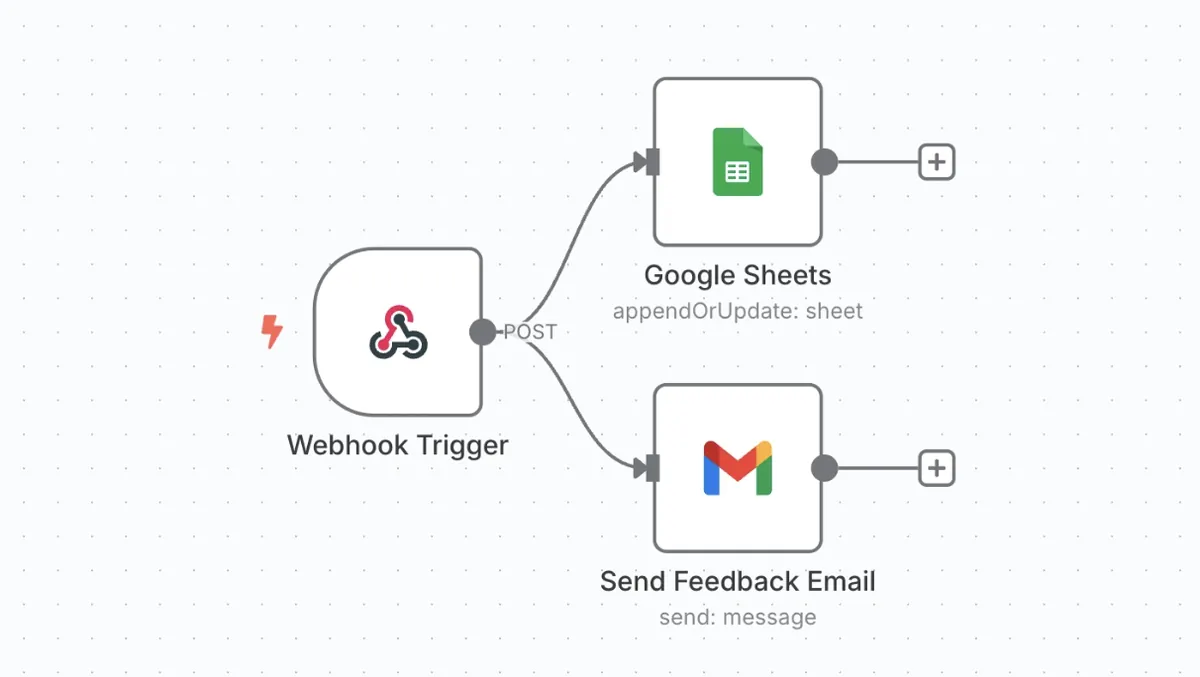 Google Sheets
appendOrUpdate: sheet
POST
Webhook Trigger
Send Feedback Email
send: message